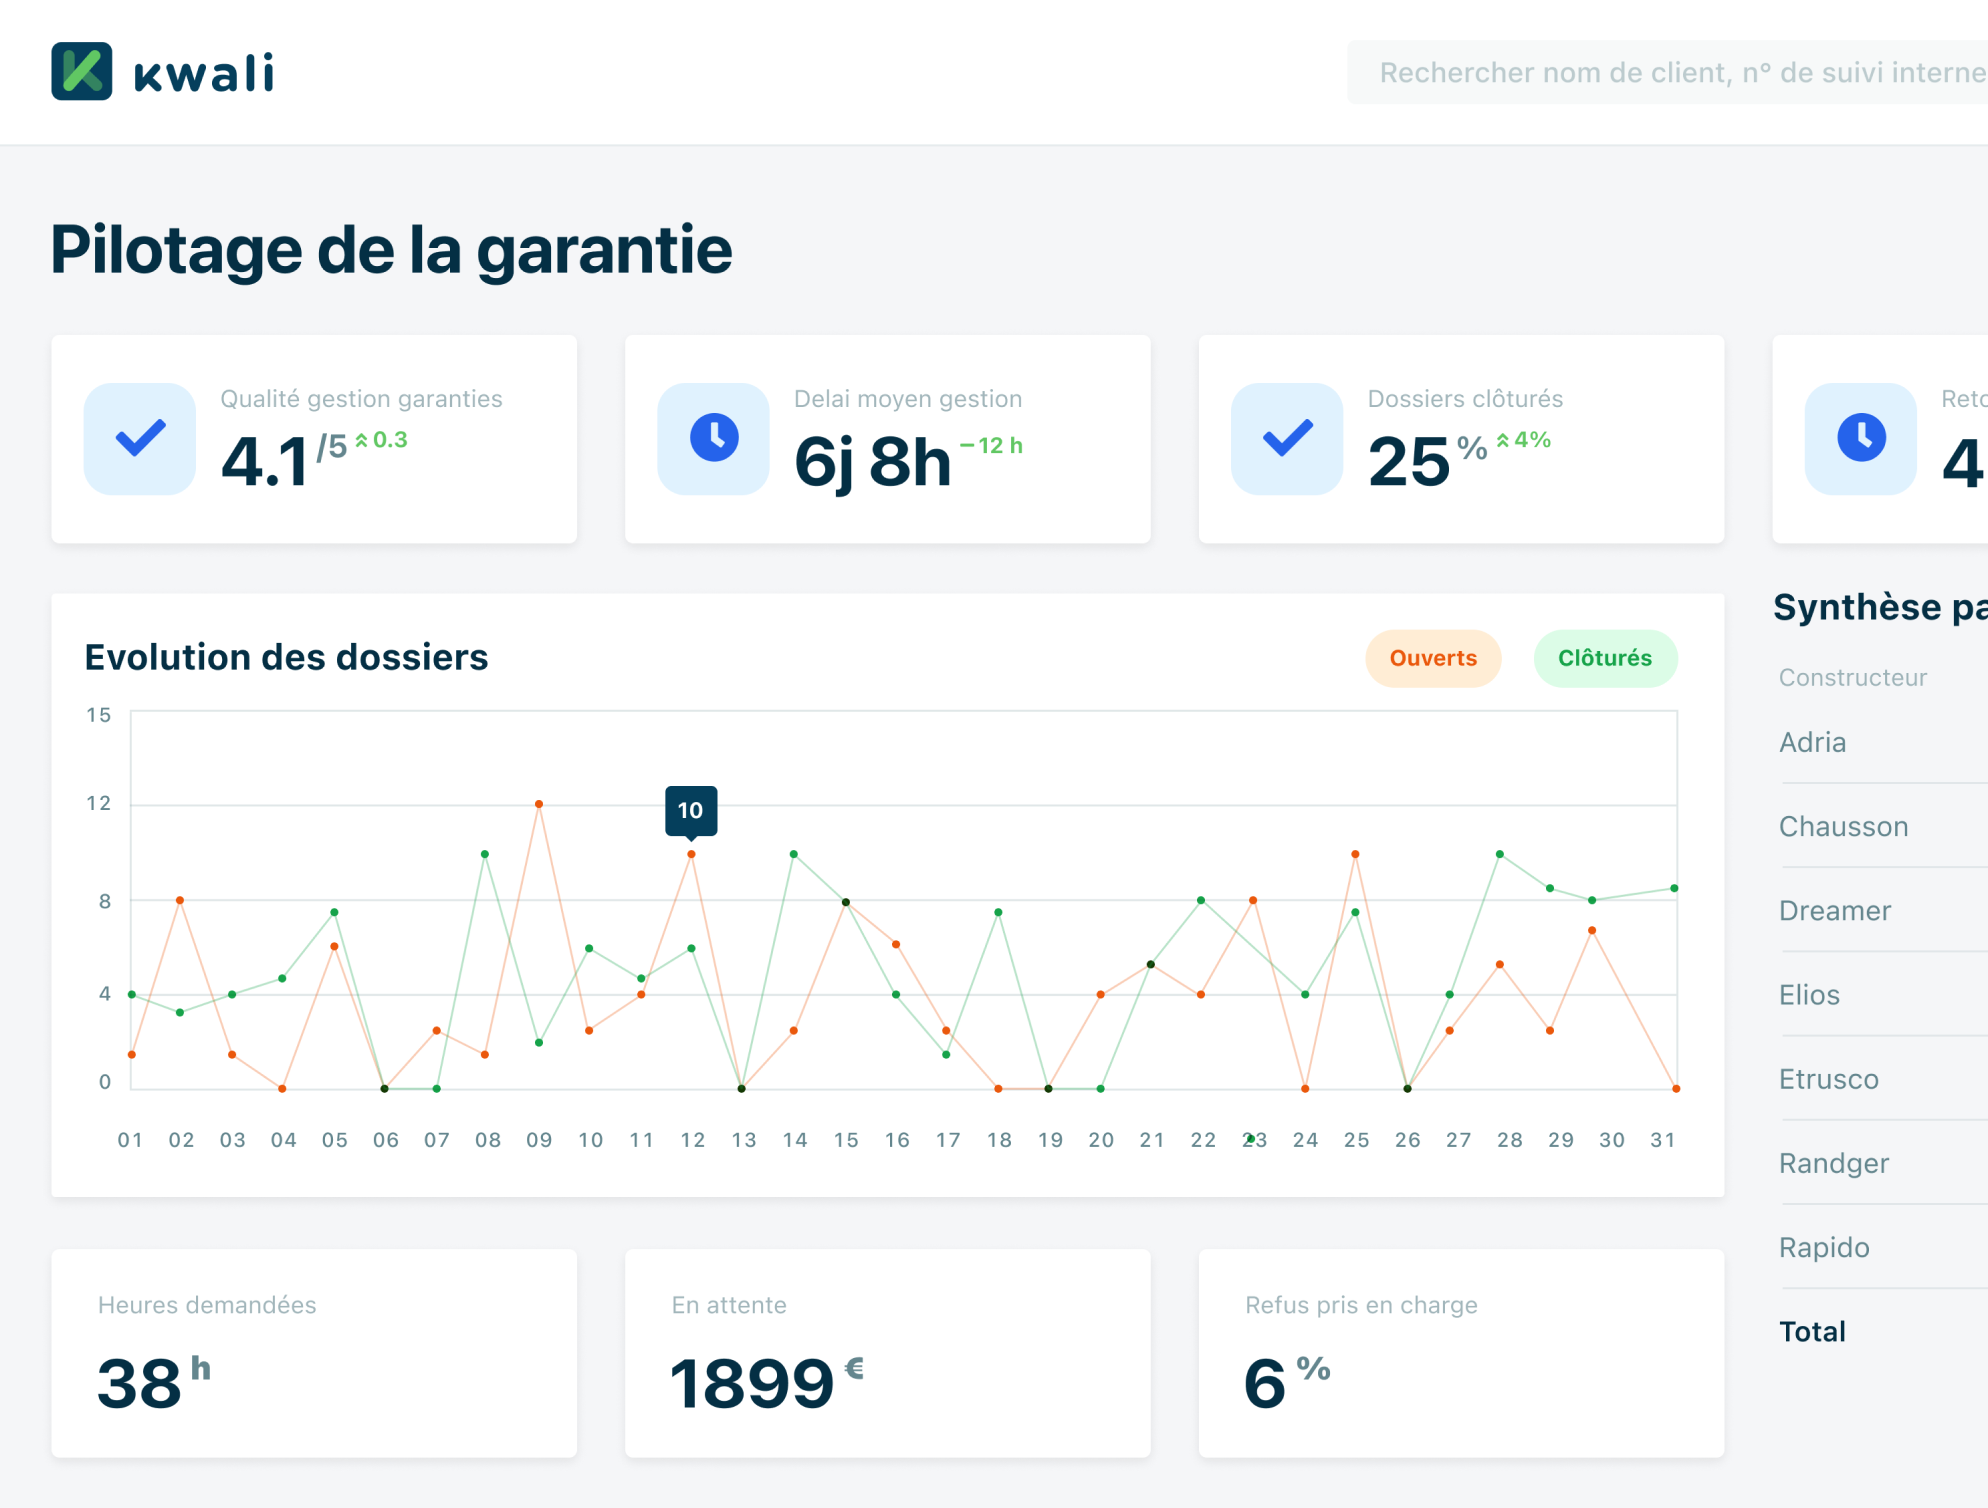 kwali
Rechercher nom de client, n° de suivi interne
Pilotage de la garantie
Qualité gestion garanties
4.1 /5 0.3
Delai moyen gestion
6j 8h –12 h
Dossiers clôturés
25 % 4%
4
Evolution des dossiers
Ouverts Clôturés
15
12
10
8
4
0
01 02 03 04 05 06 07 08 09 10 11 12 13 14 15 16 17 18 19 20 21 22 23 24 25 26 27 28 29 30 31
Synthèse
Constructeur
Adria
Chausson
Dreamer
Elios
Etrusco
Randger
Rapido
Total
Heures demandées
38 h
En attente
1899 €
Refus pris en charge
6 %